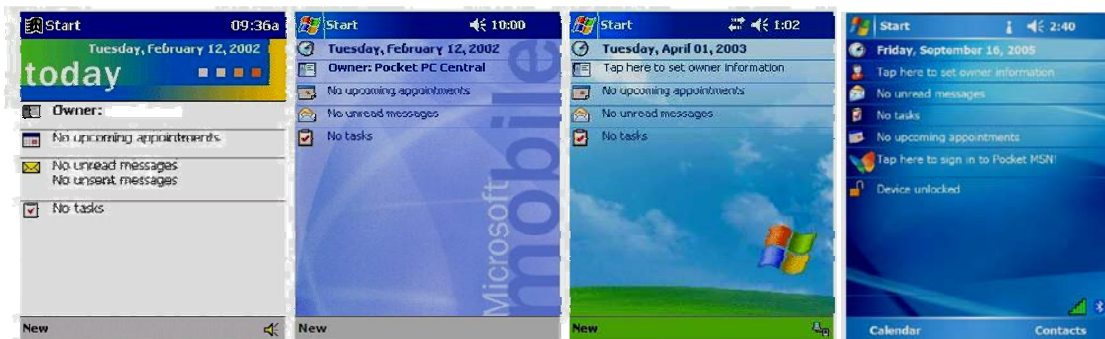 Start 09:36a
Tuesday, February 12, 2002
today
Owner:
No upcoming appointments
No unread messages
No unsent messages
No tasks
New
Start 10:00
Tuesday, February 12, 2002
Owner: Pocket PC Central
No upcoming appointments
No unread messages
No tasks
Microsoft
mobile
New
Start 1:02
Tuesday, April 01, 2003
Tap here to set owner information
No upcoming appointments
No unread messages
No tasks
New
Start 2:40
Friday, September 16, 2005
Tap here to set owner information
No unread messages
No tasks
No upcoming appointments
Tap here to sign in to Pocket MSN!
Device unlocked
Calendar Contacts